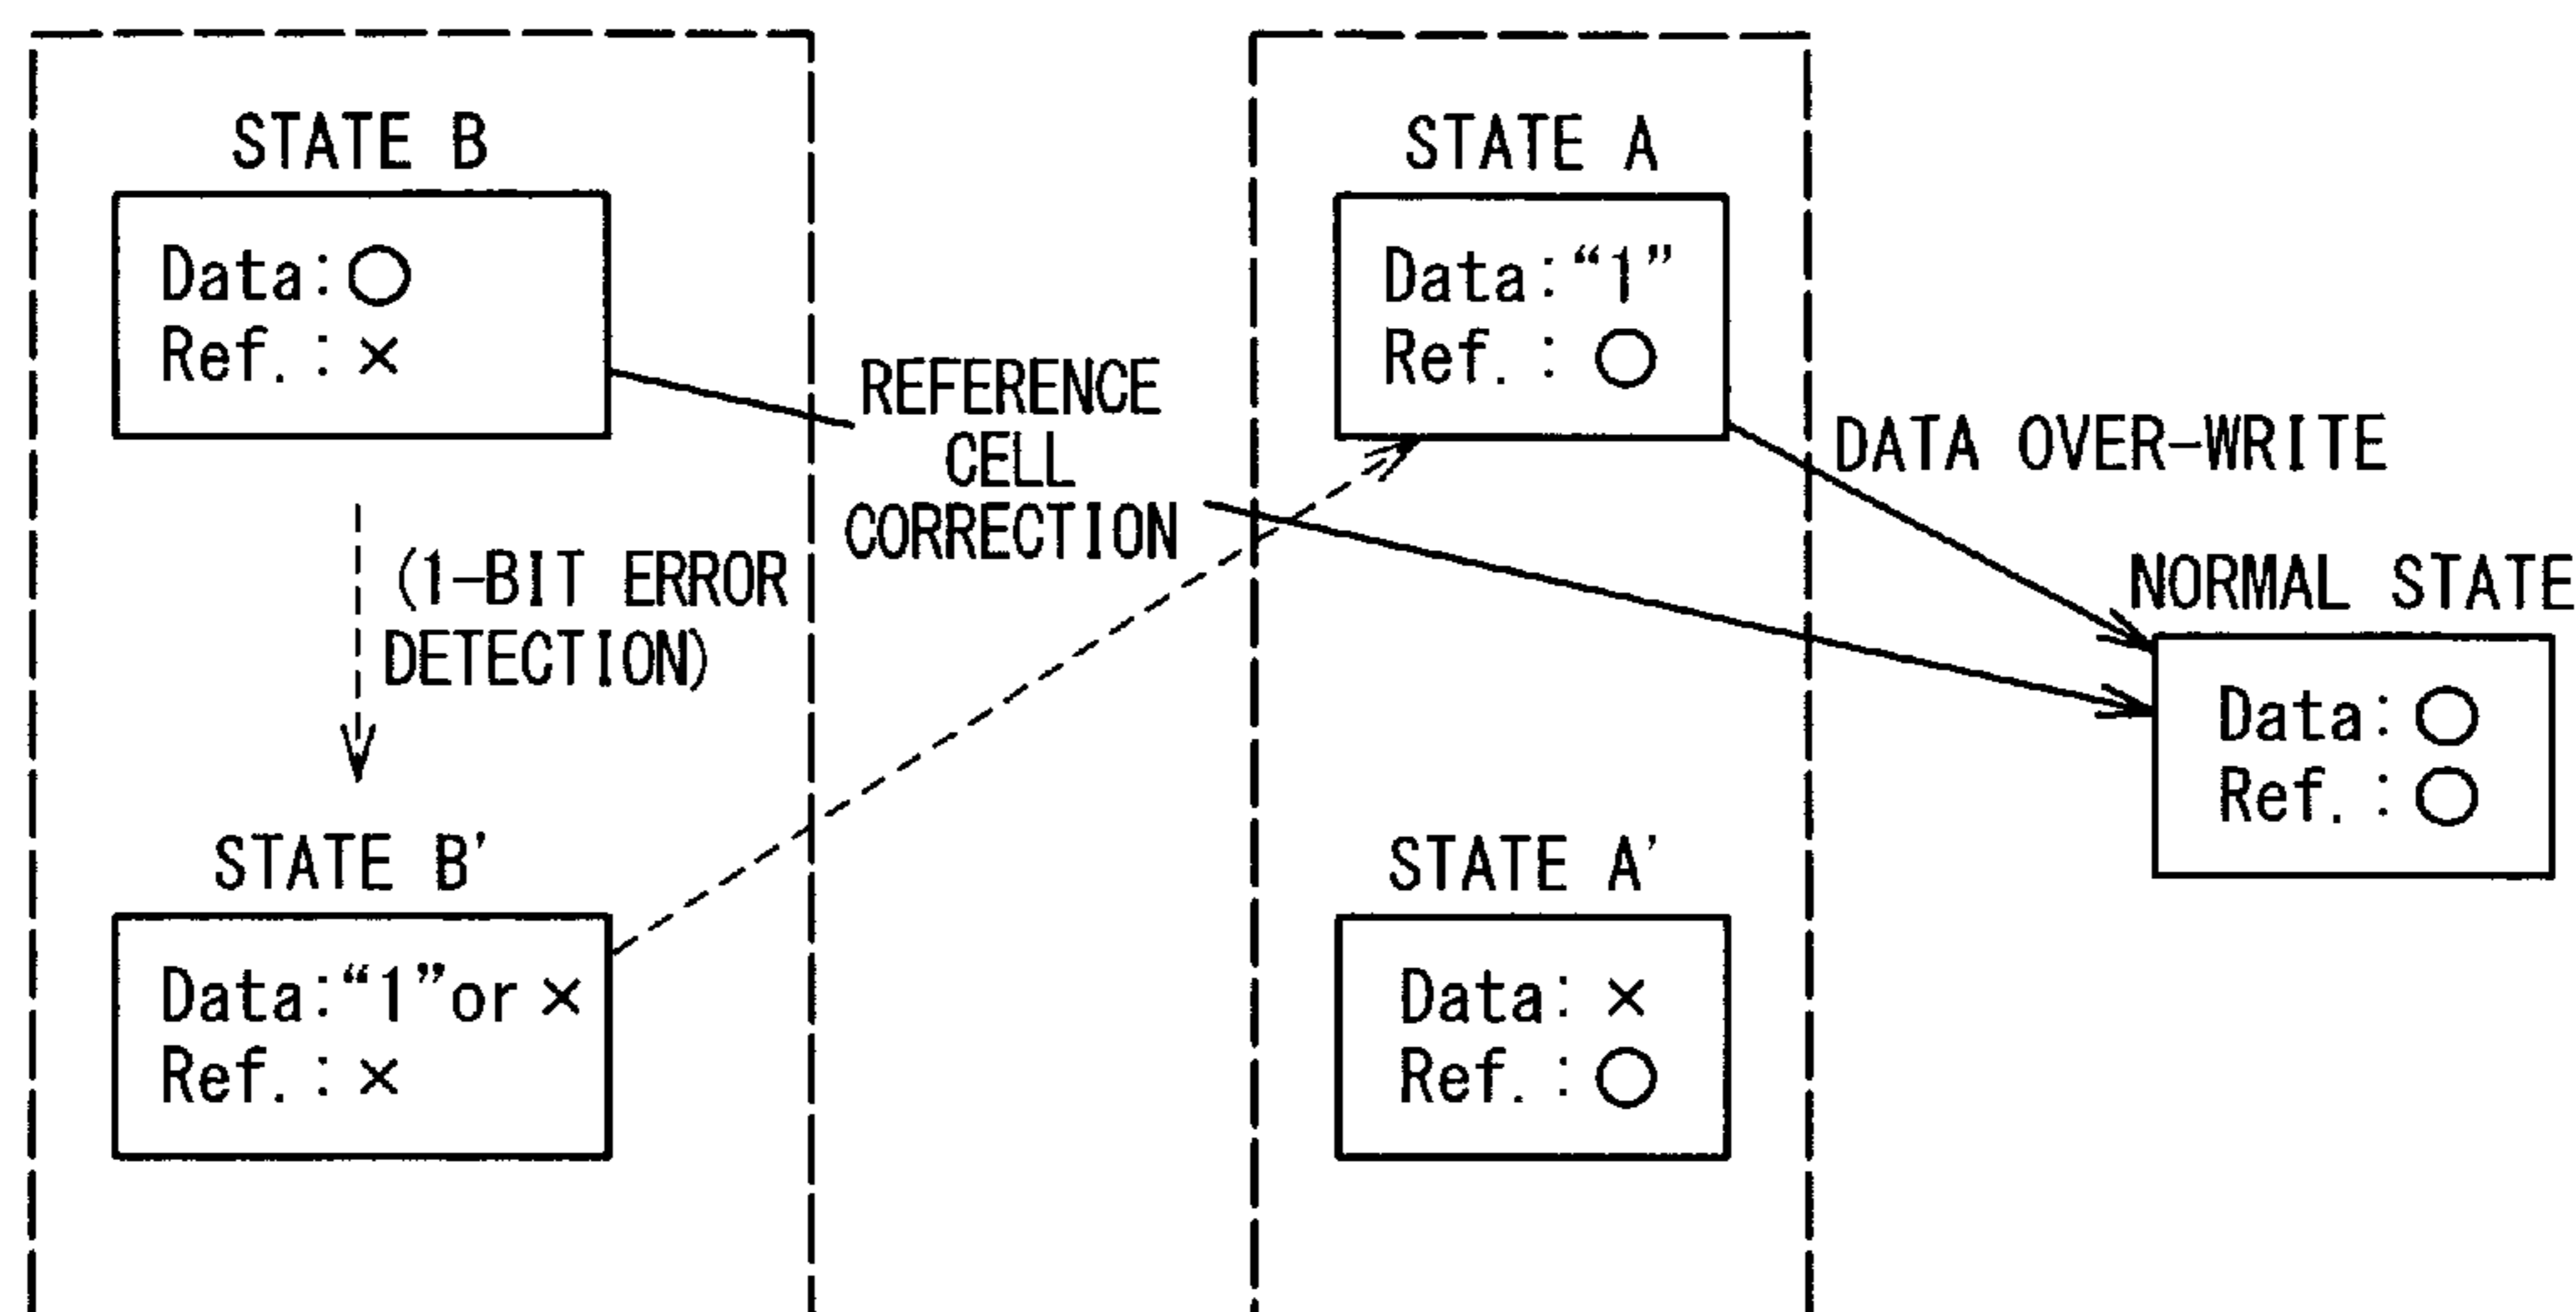 STATE B
Data:○
Ref.:×
(1-BIT ERROR
DETECTION)
STATE B'
Data:“1”or ×
Ref.:×
REFERENCE
CELL
CORRECTION
STATE A
Data:“1”
Ref.:○
STATE A'
Data:×
Ref.:○
DATA OVER-WRITE
NORMAL STATE
Data:○
Ref.:○